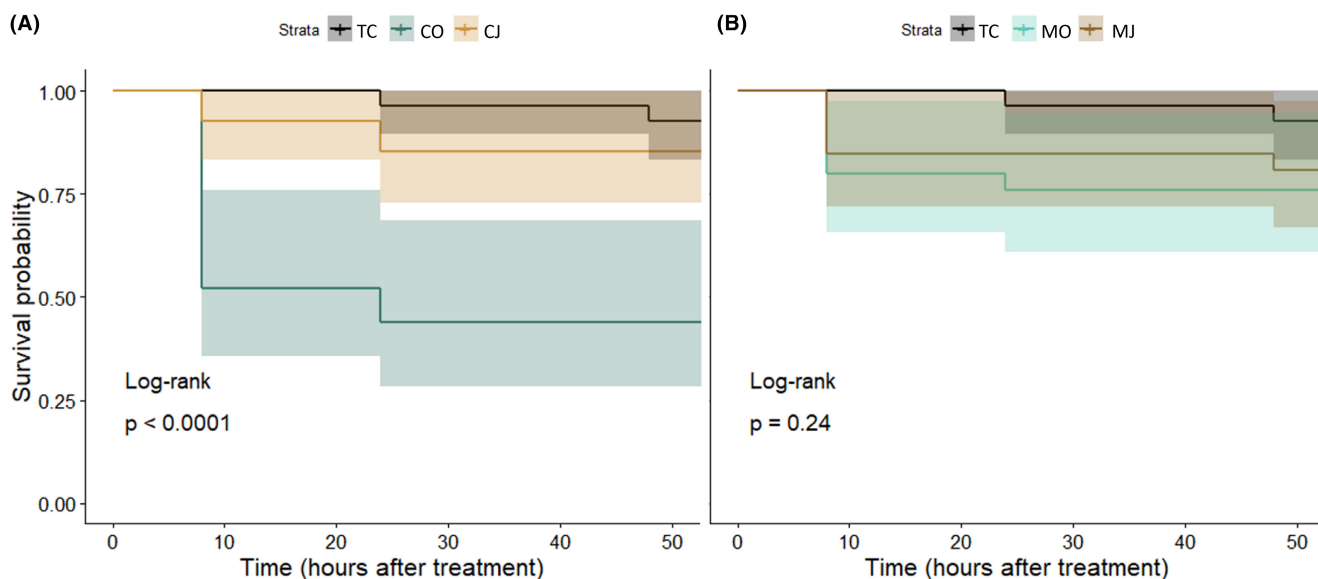 (A)
Strata TC CO CJ
Survival probability
1.00
0.75
0.50
0.25
0.00
Log-rank
p < 0.0001
0 10 20 30 40 50
Time (hours after treatment)
(B)
Strata TC MO MJ
Log-rank
p = 0.24
0 10 20 30 40 50
Time (hours after treatment)